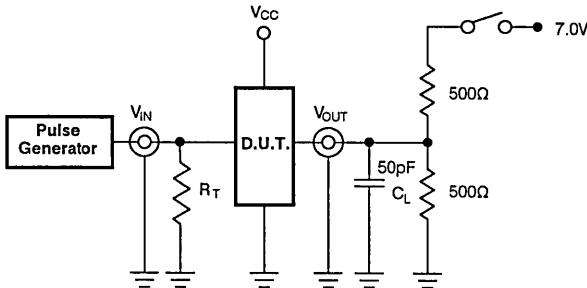 VCC
7.0V
500Ω
VIN
VOUT
Pulse
Generator
D.U.T.
50pF
CL
RT
500Ω